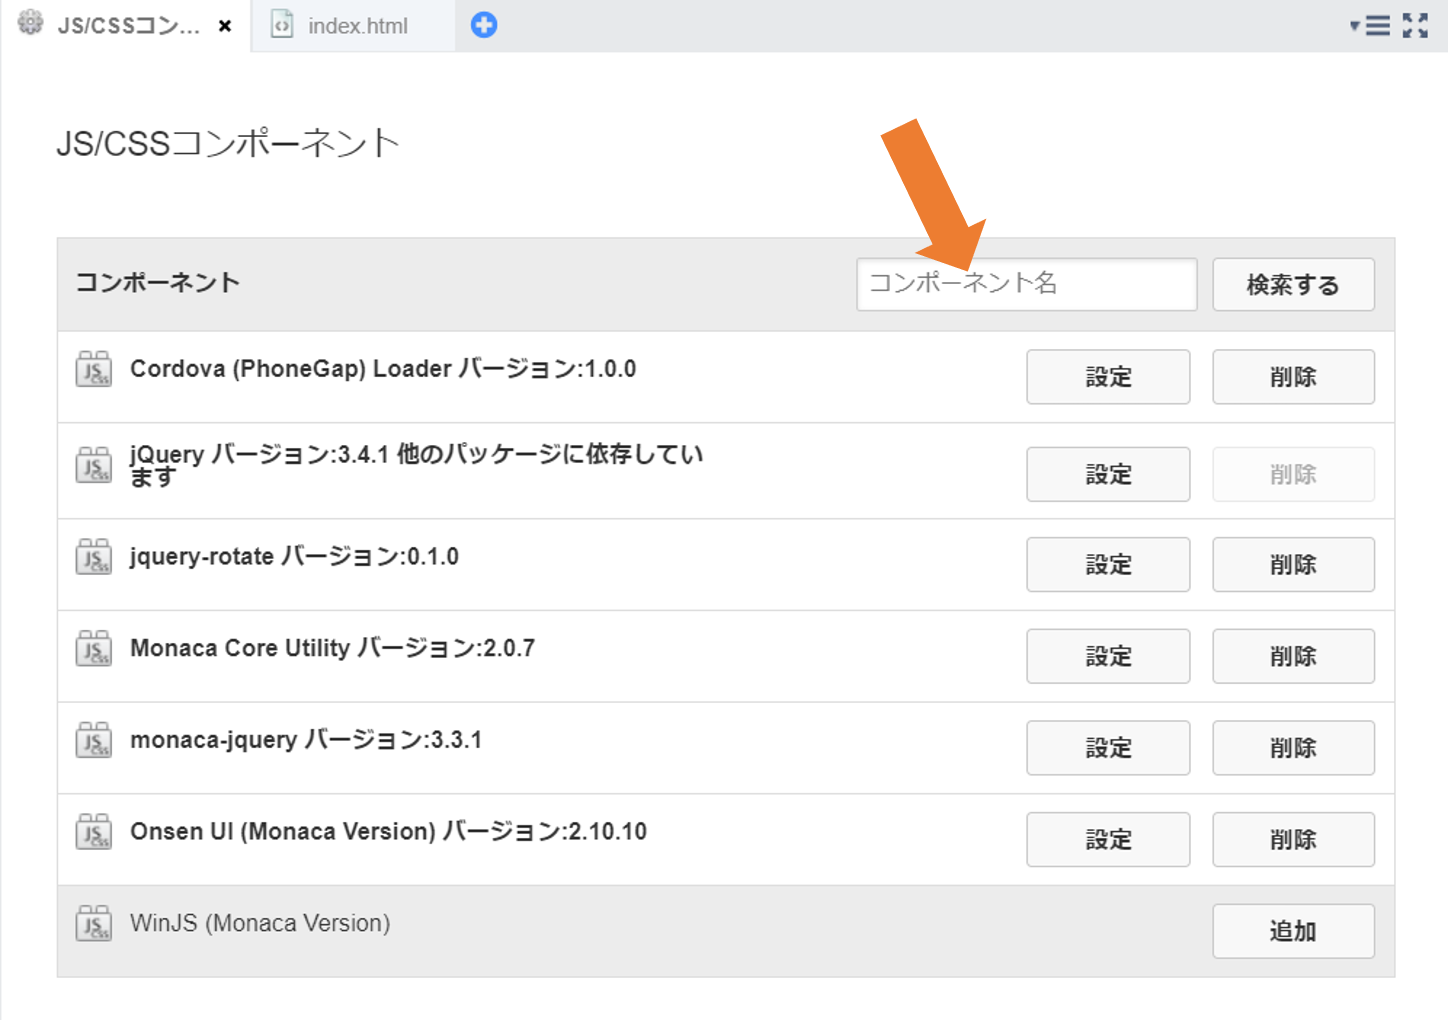 JS/CSSコン... × index.html
JS/CSSコンポーネント
コンポーネント コンポーネント名 検索する
Cordova (PhoneGap) Loader バージョン:1.0.0 設定 削除
jQuery バージョン:3.4.1 他のパッケージに依存してい
ます 設定 削除
jquery-rotate バージョン:0.1.0 設定 削除
Monaca Core Utility バージョン:2.0.7 設定 削除
monaca-jquery バージョン:3.3.1 設定 削除
Onsen UI (Monaca Version) バージョン:2.10.10 設定 削除
WinJS (Monaca Version) 追加